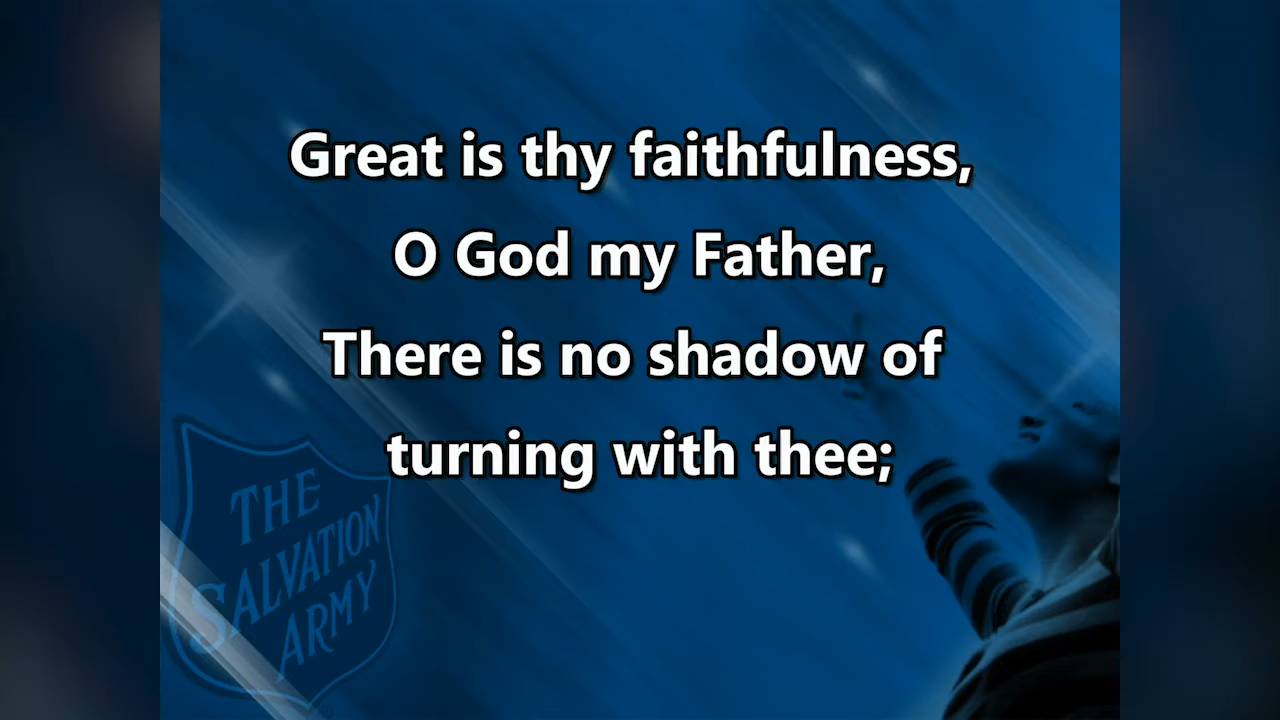 Great is thy faithfulness,
O God my Father,
There is no shadow of
turning with thee;
THE
SALVATION
ARMY